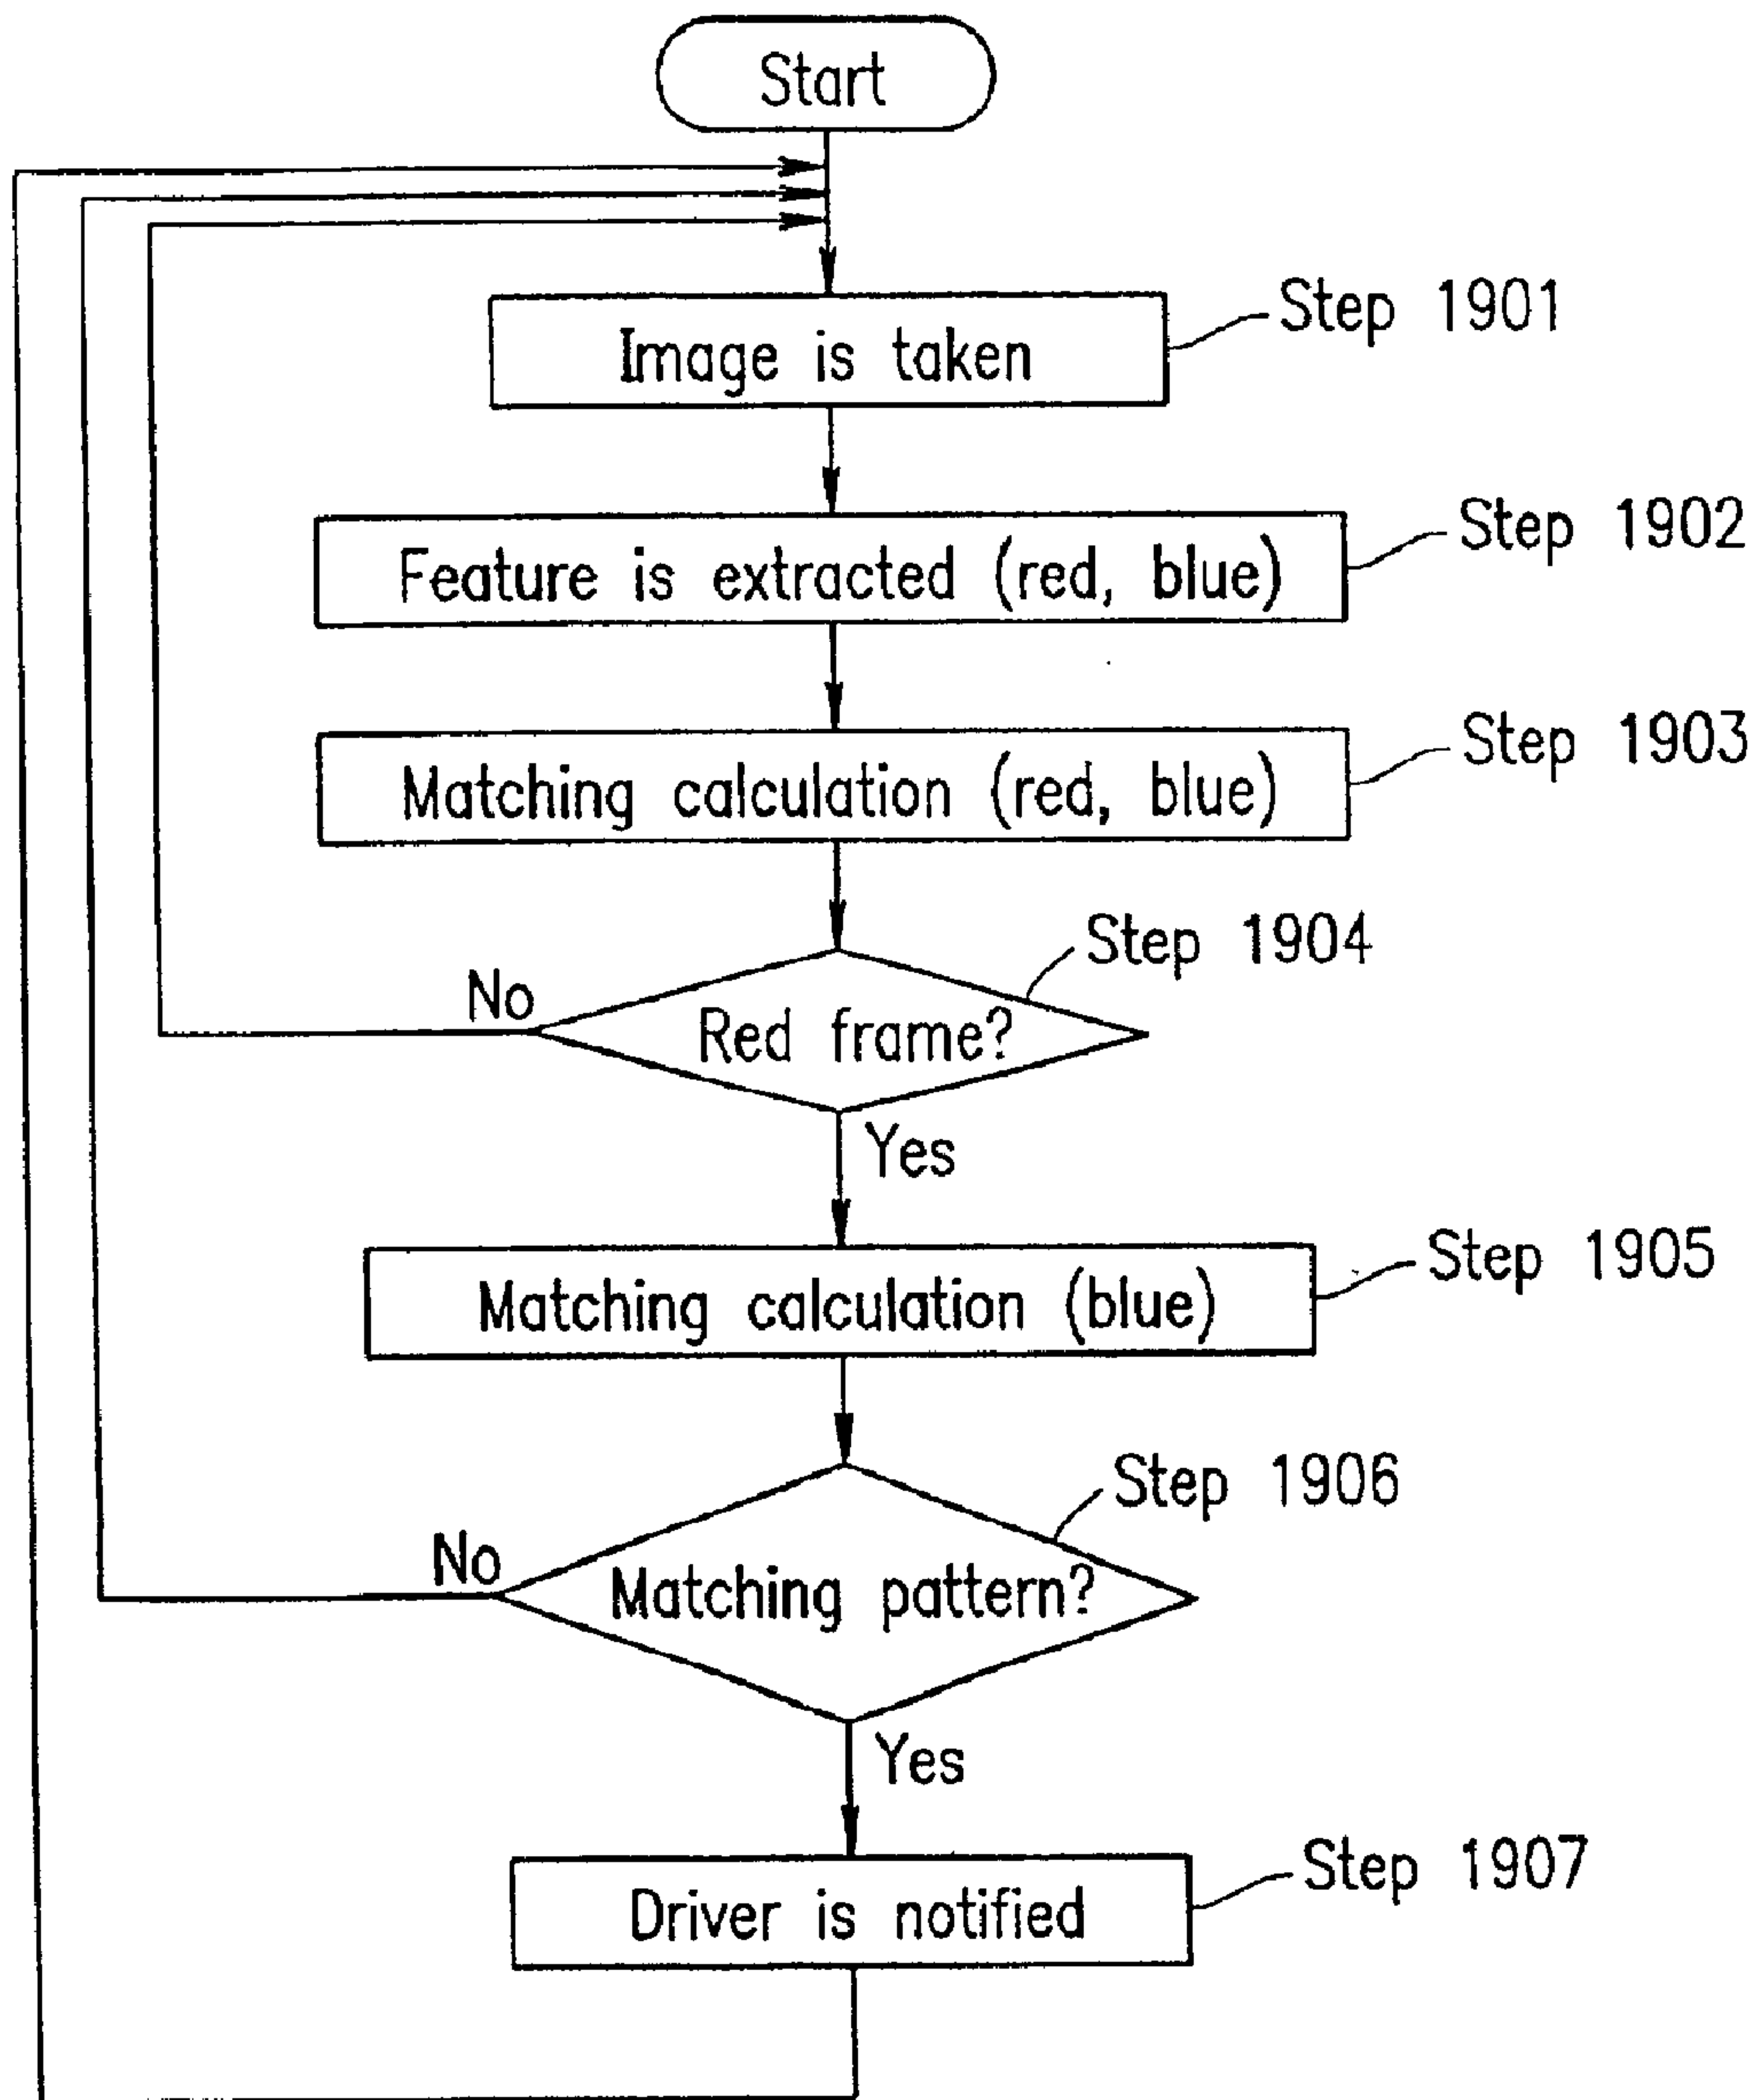 Start
Image is taken
Step 1901
Feature is extracted (red, blue)
Step 1902
Matching calculation (red, blue)
Step 1903
Step 1904
No
Red frame?
Yes
Matching calculation (blue)
Step 1905
Step 1906
No
Matching pattern?
Yes
Driver is notified
Step 1907